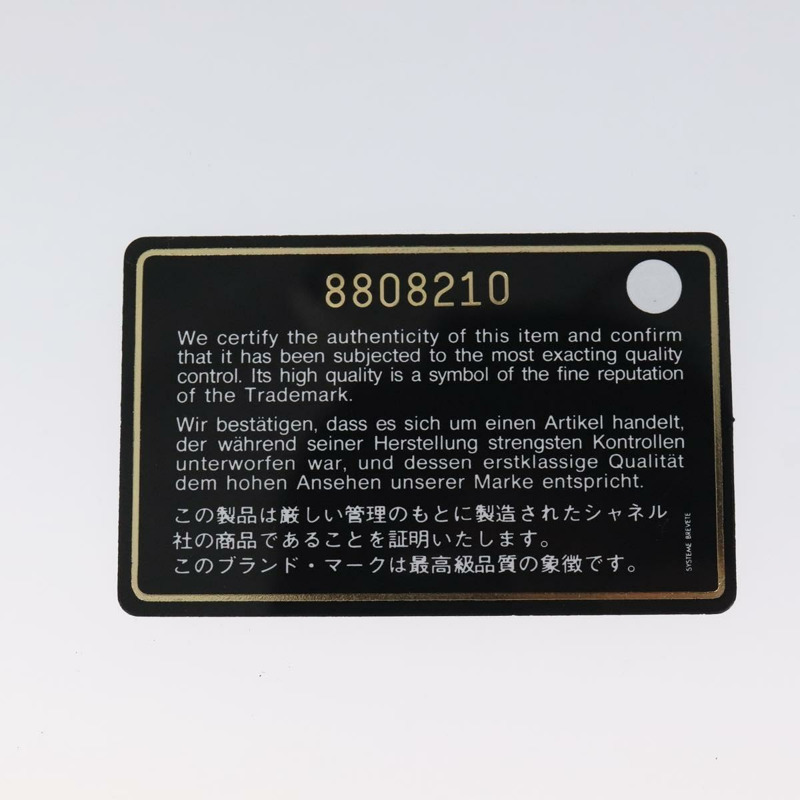 8808210
We certify the authenticity of this item and confirm
that it has been subjected to the most exacting quality
control. Its high quality is a symbol of the fine reputation
of the Trademark.
Wir bestätigen, dass es sich um einen Artikel handelt,
der während seiner Herstellung strengsten Kontrollen
unterworfen war, und dessen erstklassige Qualität
dem hohen Ansehen unserer Marke entspricht.
この製品は厳しい管理のもとに製造されたシャネル
社の商品であることを証明いたします。
このブランド・マークは最高級品質の象徴です。
SYSTEME BREVETE